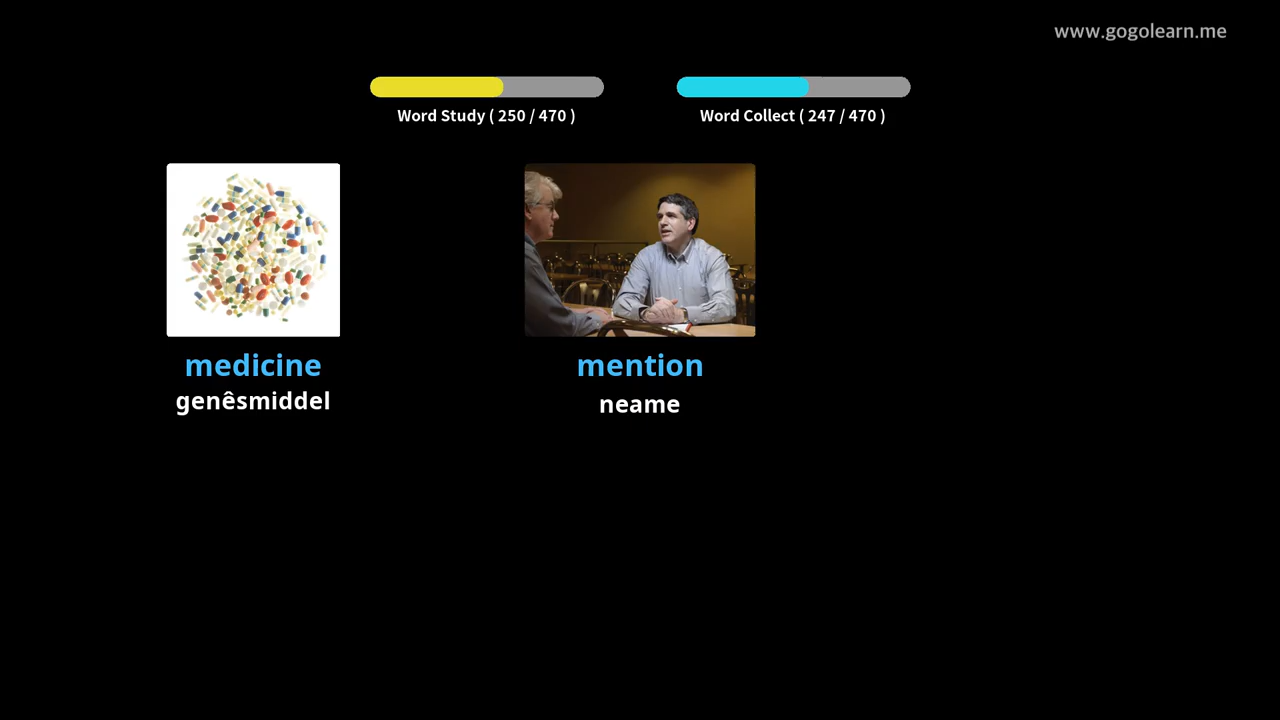 www.gogolearn.me
Word Study ( 250 / 470 )
Word Collect ( 247 / 470 )
medicine
genêsmiddel
mention
neame